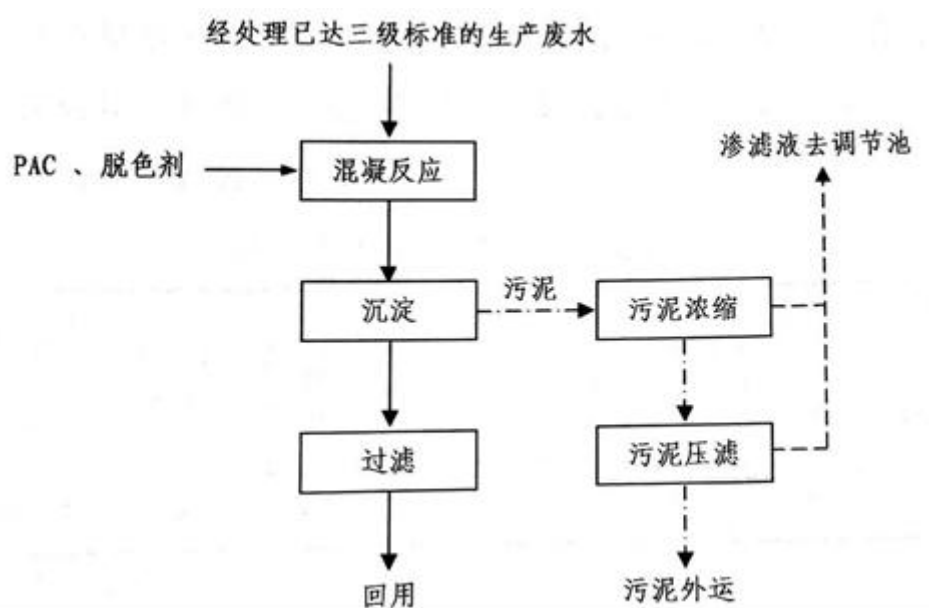 经处理已达三级标准的生产废水
渗滤液去调节池
PAC 、脱色剂
混凝反应
沉淀
污泥
污泥浓缩
过滤
污泥压滤
回用
污泥外运